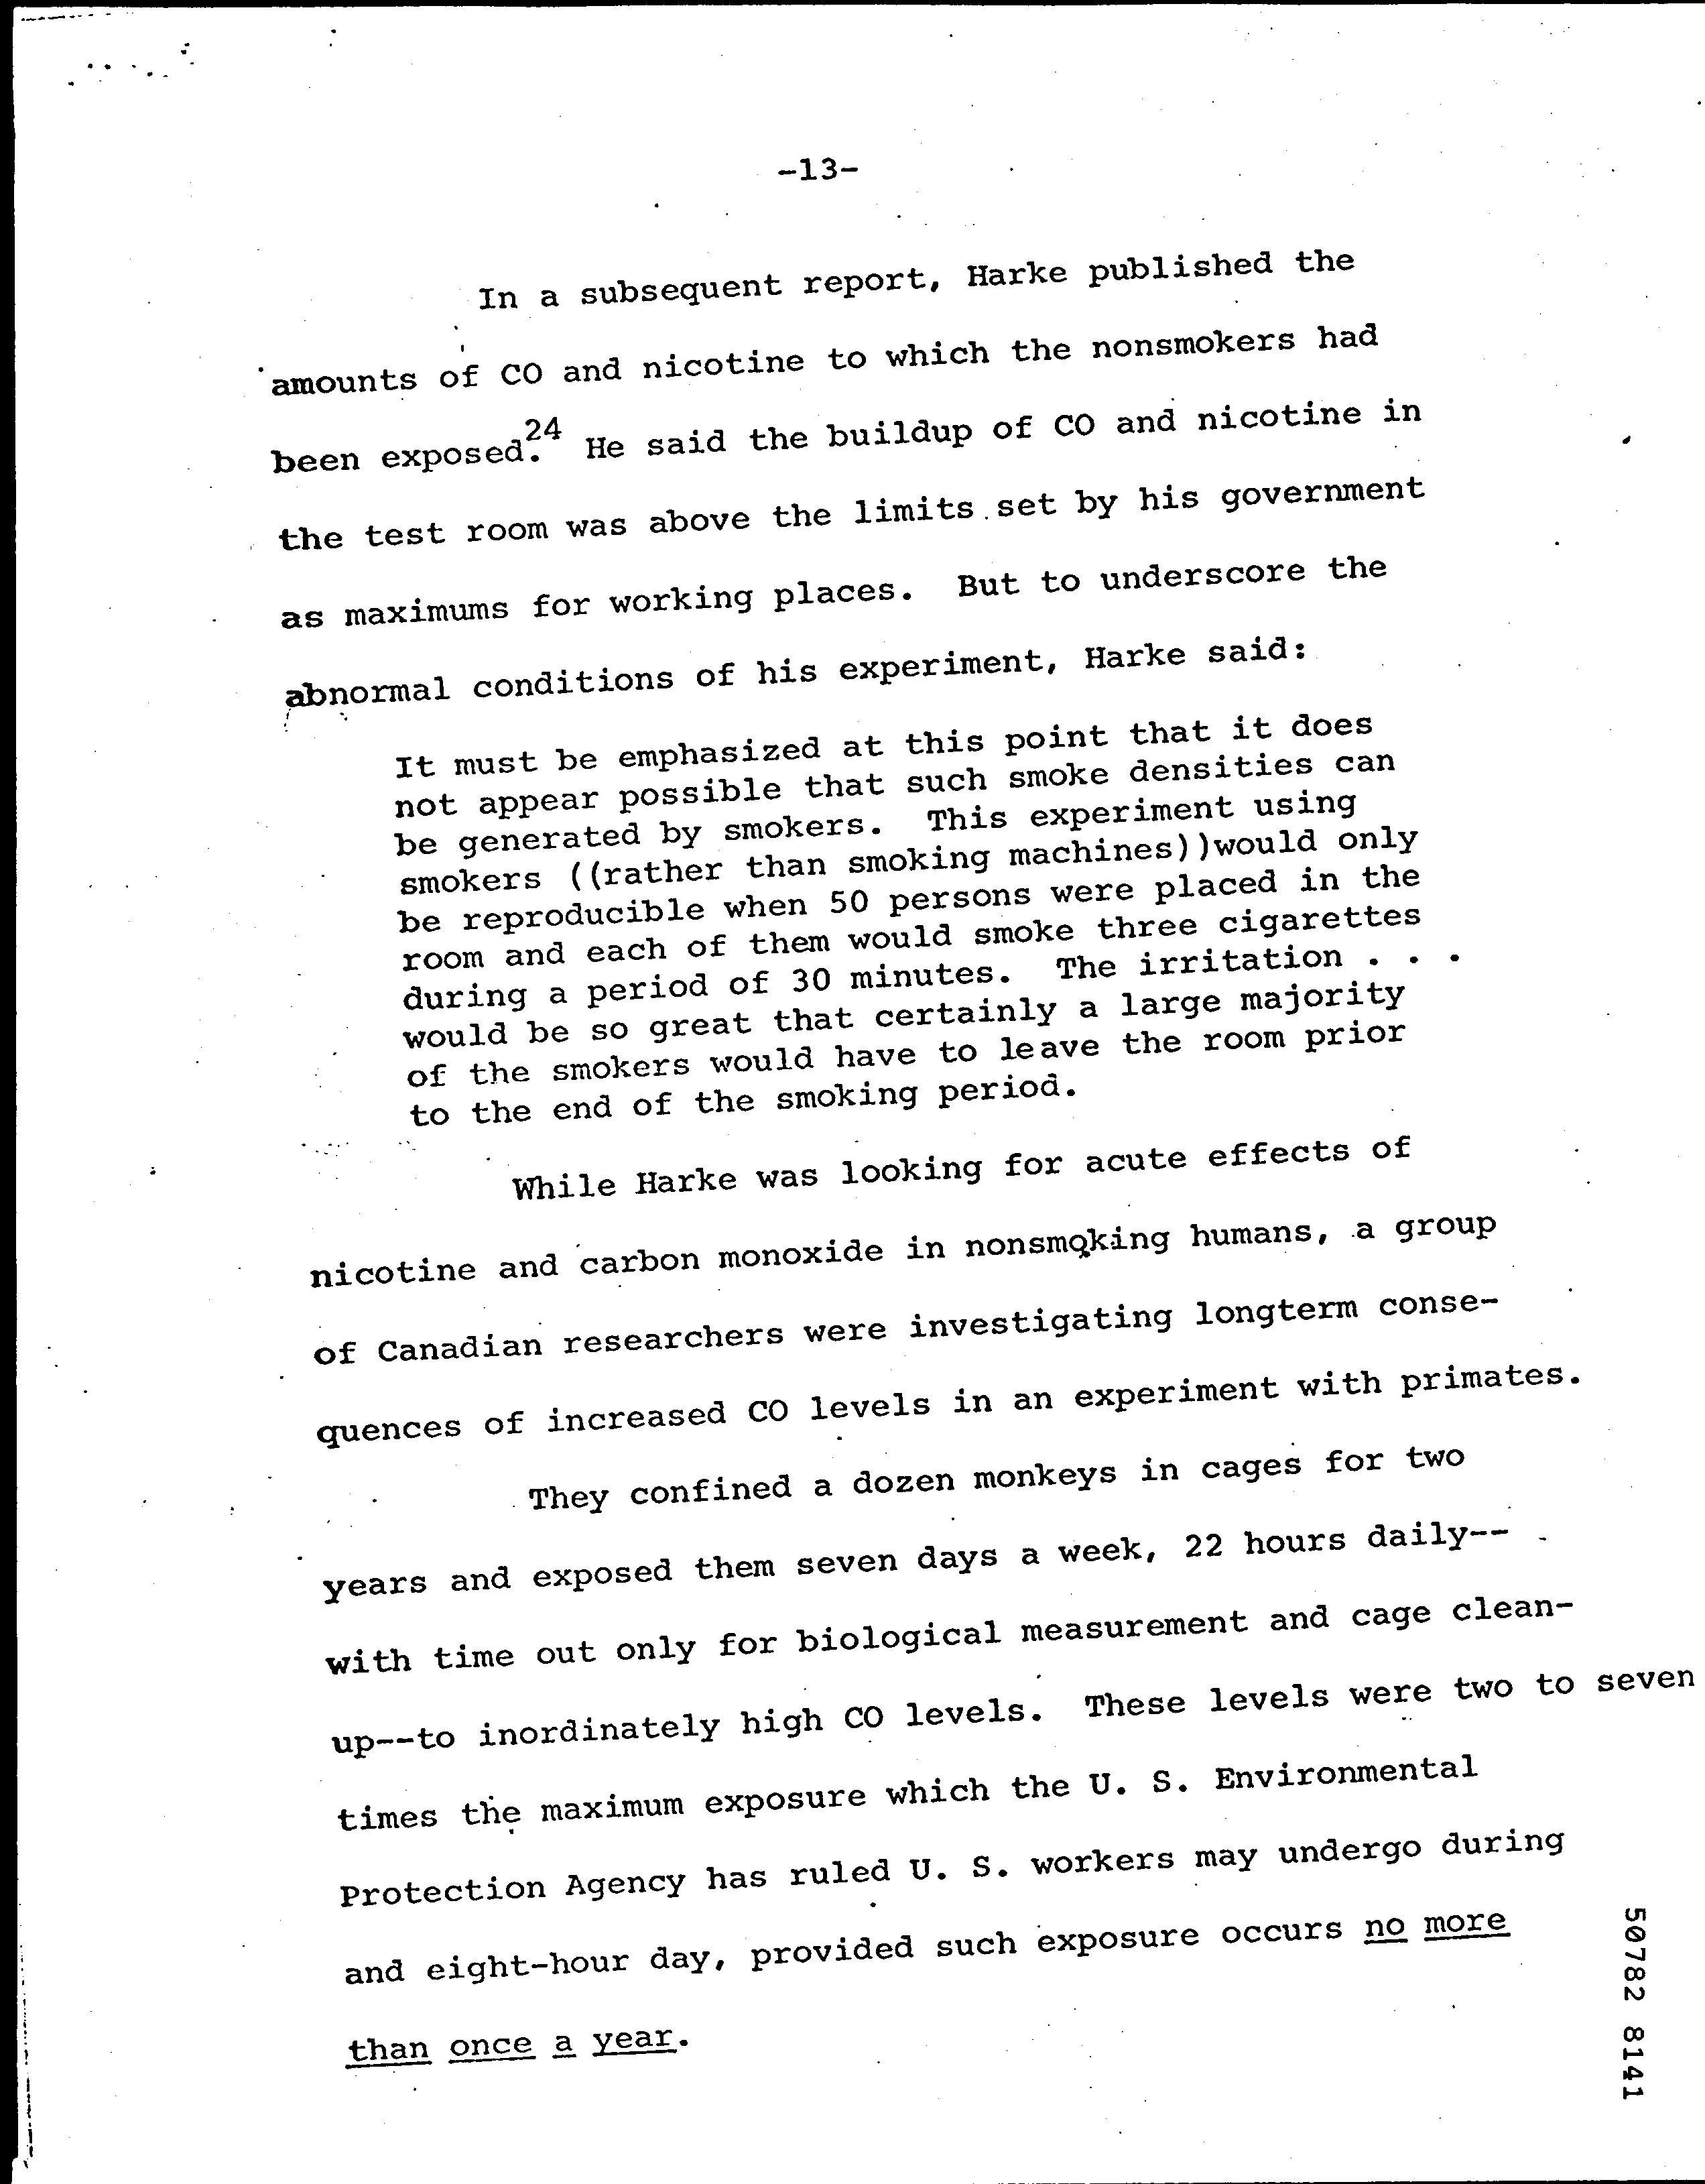 -13-
In a subsequent report, Harke published the
amounts of CO and nicotine to which the nonsmokers had
been exposed.24 He said the buildup of CO and nicotine in
the test room was above the limits set by his government
as maximums for working places. But to underscore the
abnormal conditions of his experiment, Harke said:
It must be emphasized at this point that it does
not appear possible that such smoke densities can
be generated by smokers. This experiment using
smokers ((rather than smoking machines))would only
be reproducible when 50 persons were placed in the
room and each of them would smoke three cigarettes
during a period of 30 minutes. The irritation . . .
would be so great that certainly a large majority
of the smokers would have to leave the room prior
to the end of the smoking period.
While Harke was looking for acute effects of
nicotine and carbon monoxide in nonsmoking humans, a group
of Canadian researchers were investigating longterm conse-
quences of increased CO levels in an experiment with primates.
They confined a dozen monkeys in cages for two
years and exposed them seven days a week, 22 hours daily--
with time out only for biological measurement and cage clean-
up--to inordinately high CO levels. These levels were two to seven
times the maximum exposure which the U. S. Environmental
Protection Agency has ruled U. S. workers may undergo during
and eight-hour day, provided such exposure occurs no more
than once a year.
50782 8141